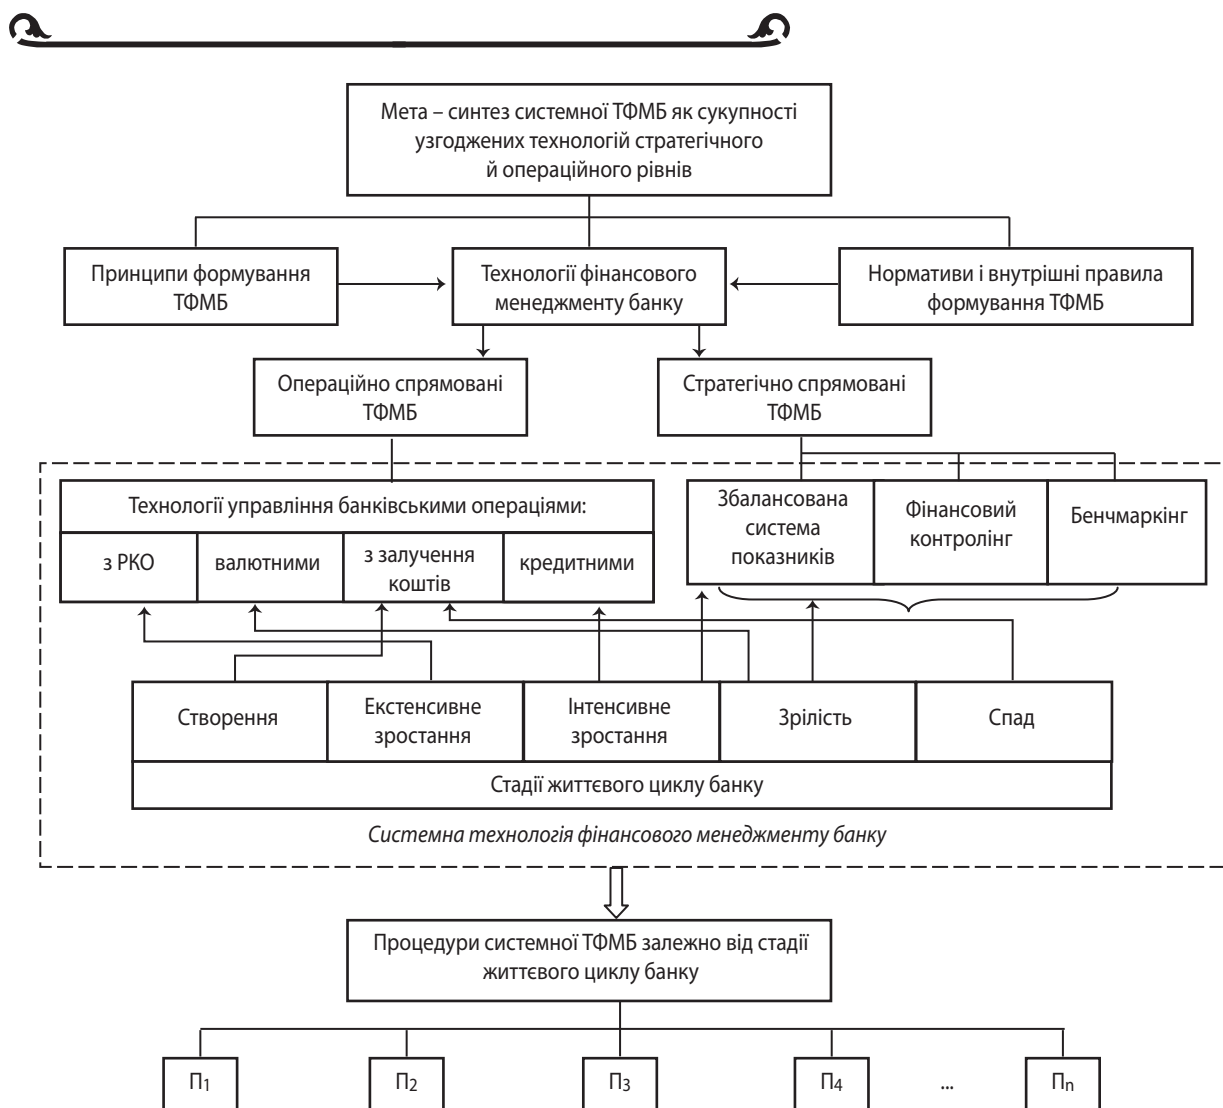 Мета – синтез системної ТФМБ як сукупності
узгоджених технологій стратегічного
й операційного рівнів
Принципи формування
ТФМБ
Технології фінансового
менеджменту банку
Нормативи і внутрішні правила
формування ТФМБ
Операційно спрямовані
ТФМБ
Стратегічно спрямовані
ТФМБ
Технології управління банківськими операціями:
з РКО
валютними
з залучення
коштів
кредитними
Збалансована
система
показників
Фінансовий
контролінг
Бенчмаркінг
Створення
Екстенсивне
зростання
Інтенсивне
зростання
Зрілість
Спад
Стадії життєвого циклу банку
Системна технологія фінансового менеджменту банку
Процедури системної ТФМБ залежно від стадії
життєвого циклу банку
П1
П2
П3
П4
...
Пn